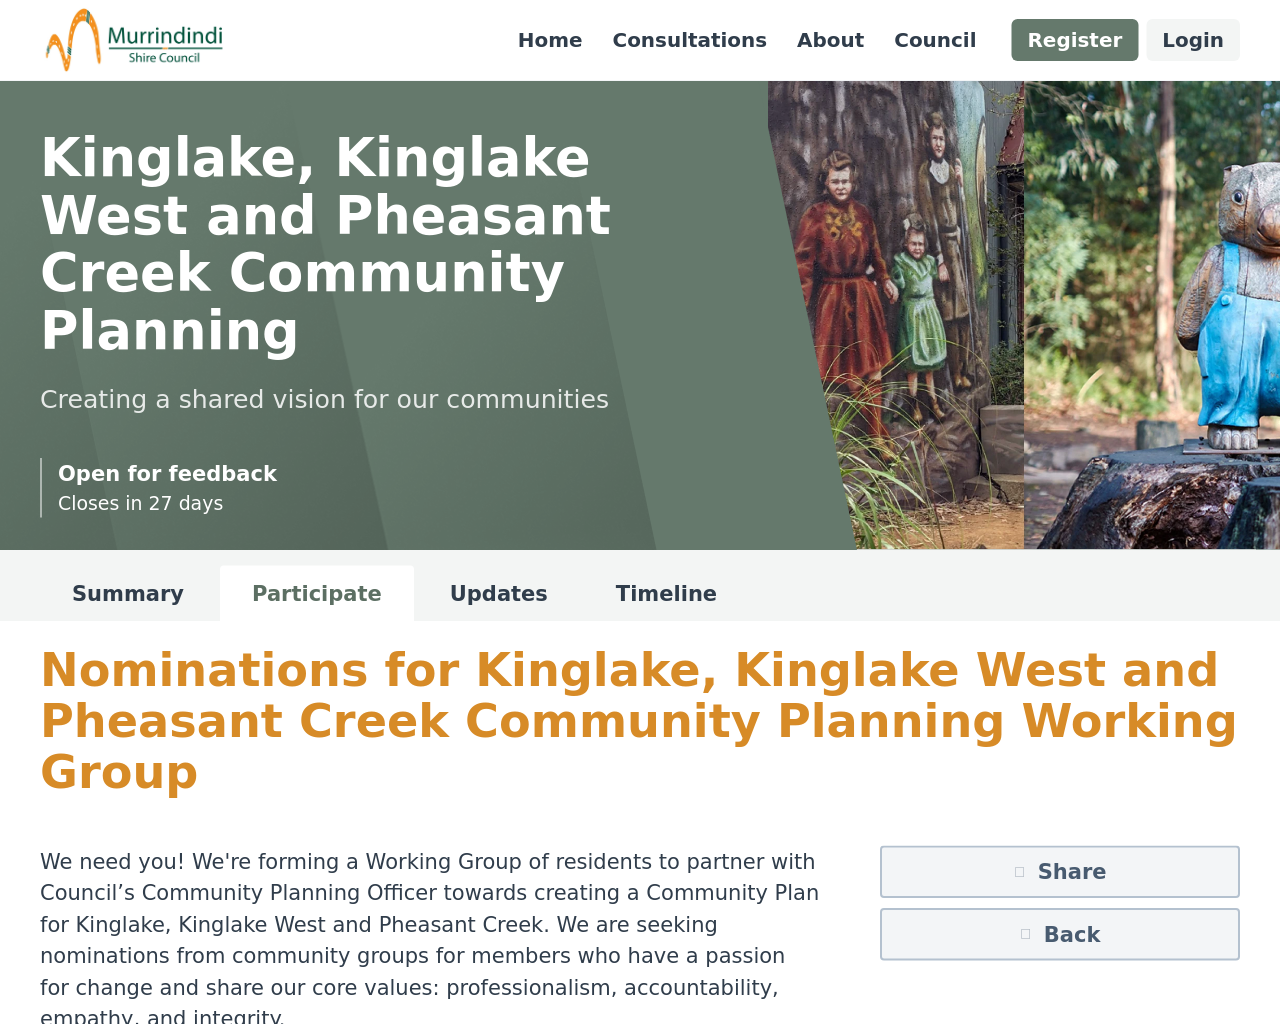 Murrindindi
Shire Council
Home Consultations About Council Register Login
Kinglake, Kinglake
West and Pheasant
Creek Community
Planning
Creating a shared vision for our communities
Open for feedback
Closes in 27 days
Summary Participate Updates Timeline
Nominations for Kinglake, Kinglake West and
Pheasant Creek Community Planning Working
Group
We need you! We're forming a Working Group of residents to partner with
Council’s Community Planning Officer towards creating a Community Plan
for Kinglake, Kinglake West and Pheasant Creek. We are seeking
nominations from community groups for members who have a passion
for change and share our core values: professionalism, accountability,
empathy, and integrity.
Share
Back